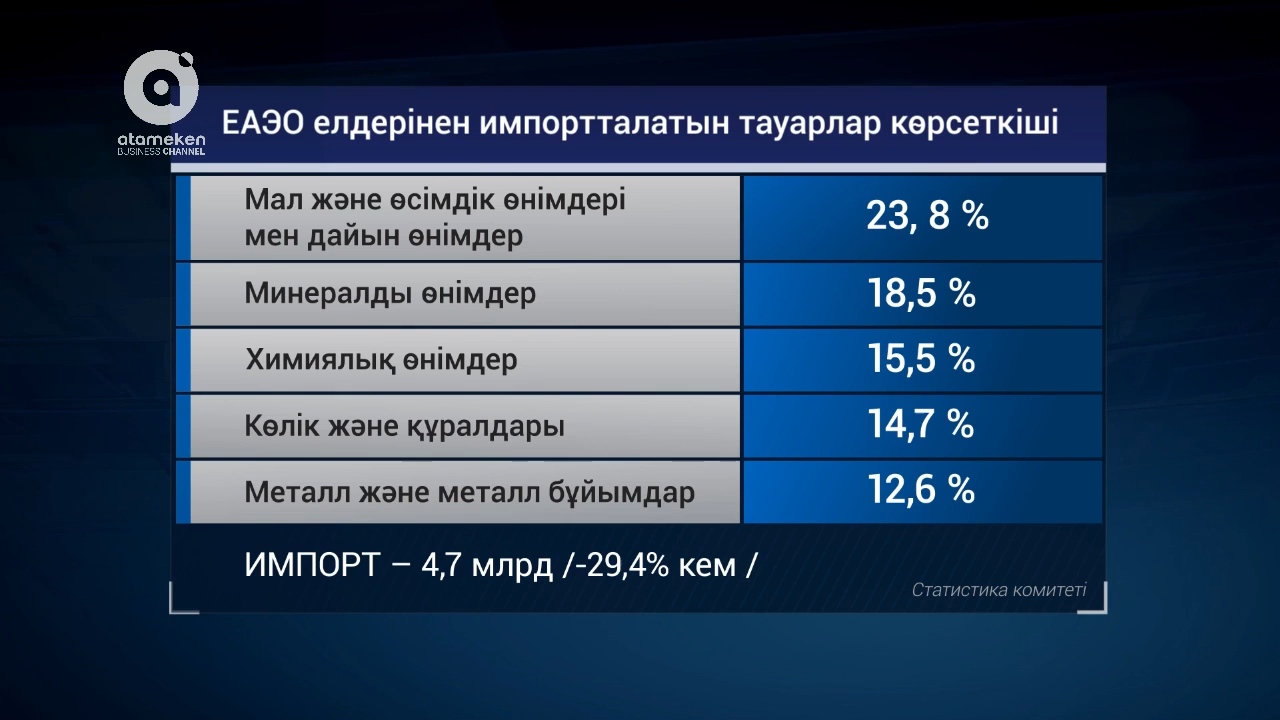 atameken
BUSINESS CHANNEL
ЕАЭО елдерінен импортталатын тауарлар көрсеткіші
Мал және өсімдік өнімдері
мен дайын өнімдер
23, 8 %
Минералды өнімдер
18,5 %
Химиялық өнімдер
15,5 %
Көлік және құралдары
14,7 %
Металл және металл бұйымдар
12,6 %
ИМПОРТ – 4,7 млрд /-29,4% кем /
Статистика комитеті